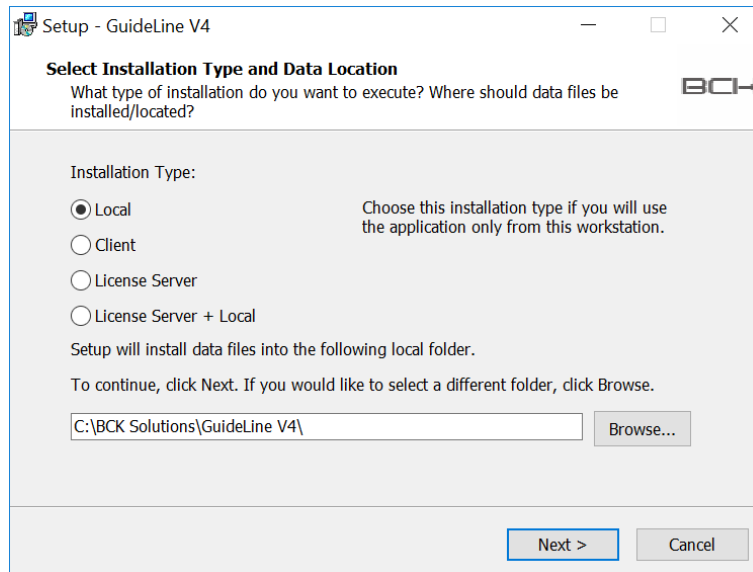 Setup - GuideLine V4
Select Installation Type and Data Location
What type of installation do you want to execute? Where should data files be
installed/located?
Installation Type:
Local
Choose this installation type if you will use
the application only from this workstation.
Client
License Server
License Server + Local
Setup will install data files into the following local folder.
To continue, click Next. If you would like to select a different folder, click Browse.
C:\BCK Solutions\GuideLine V4\
Browse...
Next >
Cancel